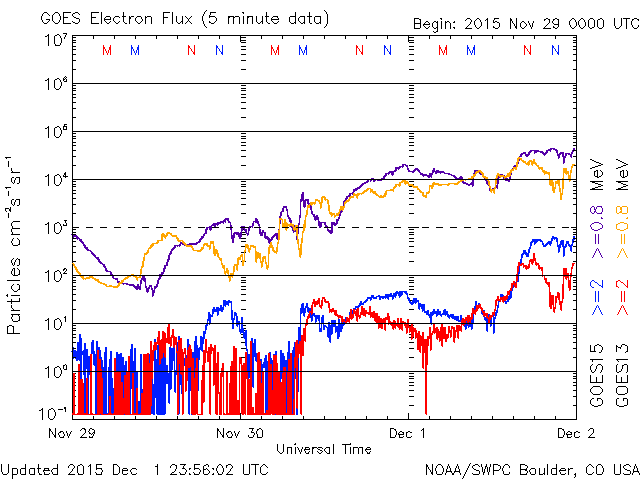 GOES Electron Flux (5 minute data)
Begin: 2015 Nov 29 0000 UTC
M M N N M M N N M M N N
10⁷
10⁶
10⁵
10⁴
10³
10²
10¹
10⁰
10⁻¹
Particles cm⁻²s⁻¹sr⁻¹
GOES15 >=2 >=0.8 MeV
GOES13 >=2 >=0.8 MeV
Nov 29 Nov 30 Dec 1 Dec 2
Universal Time
Updated 2015 Dec 1 23:56:02 UTC
NOAA/SWPC Boulder, CO USA